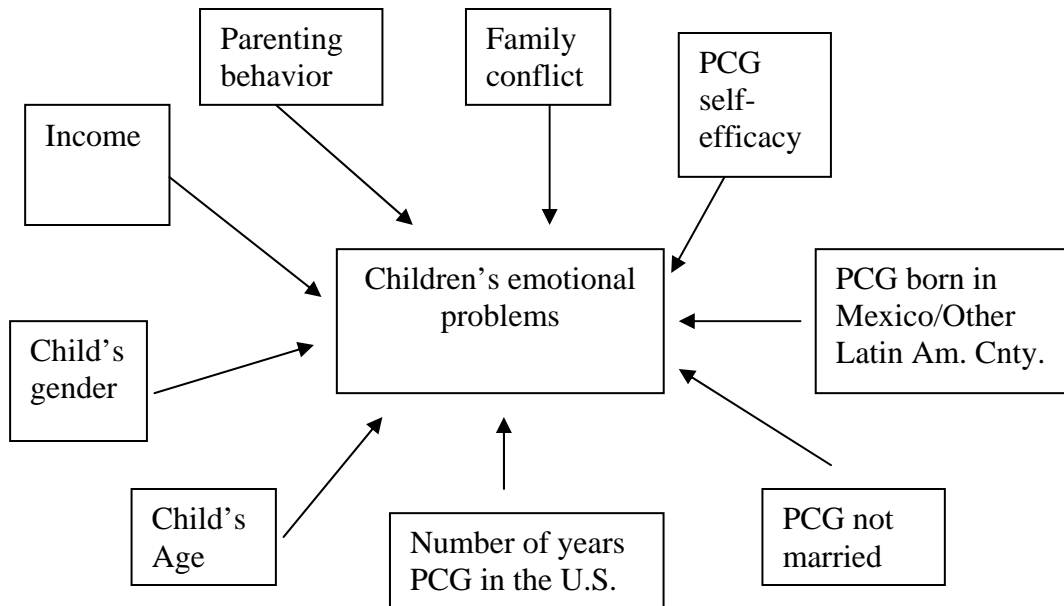 Parenting
behavior
Family
conflict
PCG
self-
efficacy
Income
Children’s emotional
problems
PCG born in
Mexico/Other
Latin Am. Cnty.
Child’s
gender
Child’s
Age
Number of years
PCG in the U.S.
PCG not
married